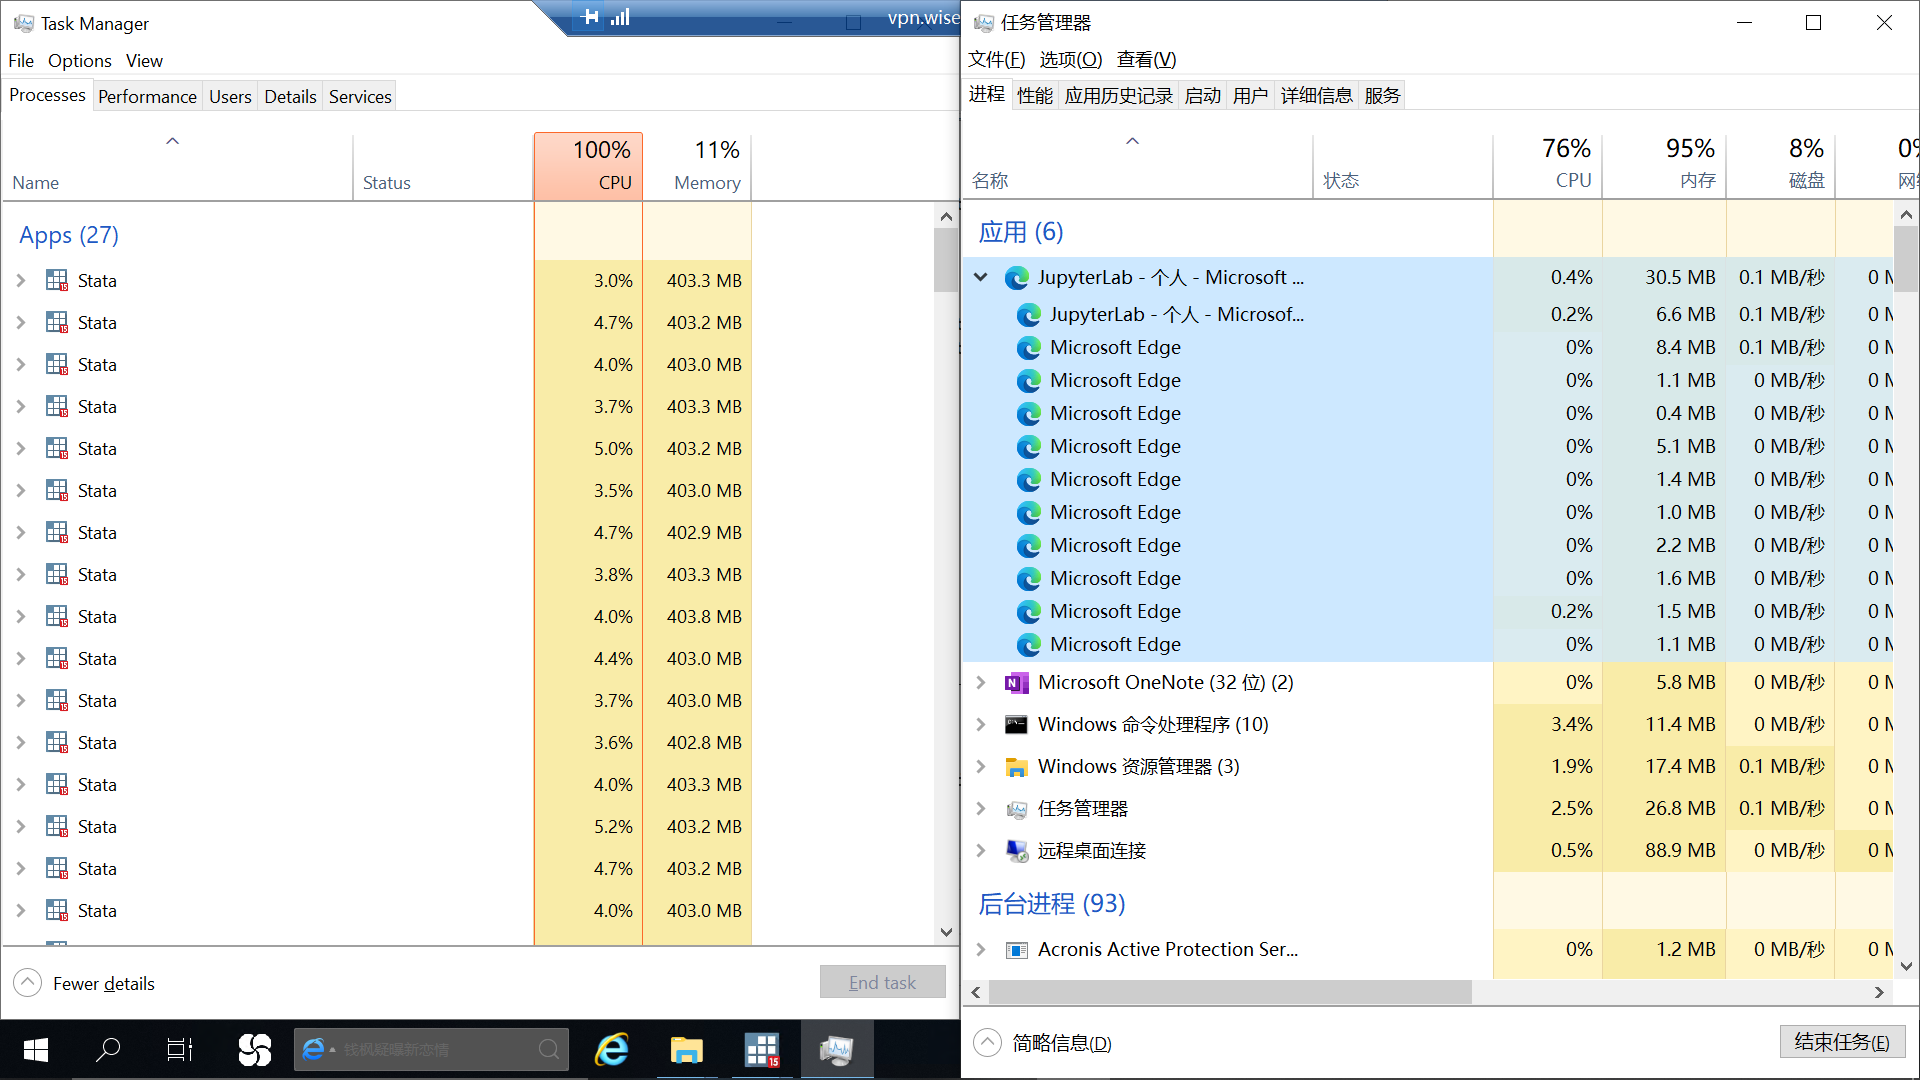 Task Manager
vpn.wise
File Options View
Processes Performance Users Details Services
100% 11%
Name Status CPU Memory
Apps (27)
Stata 3.0% 403.3 MB
Stata 4.7% 403.2 MB
Stata 4.0% 403.0 MB
Stata 3.7% 403.3 MB
Stata 5.0% 403.2 MB
Stata 3.5% 403.0 MB
Stata 4.7% 402.9 MB
Stata 3.8% 403.3 MB
Stata 4.0% 403.8 MB
Stata 4.4% 403.0 MB
Stata 3.7% 403.0 MB
Stata 3.6% 402.8 MB
Stata 4.0% 403.3 MB
Stata 5.2% 403.2 MB
Stata 4.7% 403.2 MB
Stata 4.0% 403.0 MB
Fewer details End task
钱枫疑曝新恋情
15
任务管理器
文件(F) 选项(O) 查看(V)
进程 性能 应用历史记录 启动 用户 详细信息 服务
76% 95% 8% 0%
名称 状态 CPU 内存 磁盘 网络
应用 (6)
JupyterLab - 个人 - Microsoft ... 0.4% 30.5 MB 0.1 MB/秒 0 M
JupyterLab - 个人 - Microsof... 0.2% 6.6 MB 0.1 MB/秒 0 M
Microsoft Edge 0% 8.4 MB 0.1 MB/秒 0 M
Microsoft Edge 0% 1.1 MB 0 MB/秒 0 M
Microsoft Edge 0% 0.4 MB 0 MB/秒 0 M
Microsoft Edge 0% 5.1 MB 0 MB/秒 0 M
Microsoft Edge 0% 1.4 MB 0 MB/秒 0 M
Microsoft Edge 0% 1.0 MB 0 MB/秒 0 M
Microsoft Edge 0% 2.2 MB 0 MB/秒 0 M
Microsoft Edge 0% 1.6 MB 0 MB/秒 0 M
Microsoft Edge 0.2% 1.5 MB 0 MB/秒 0 M
Microsoft Edge 0% 1.1 MB 0 MB/秒 0 M
Microsoft OneNote (32 位) (2) 0% 5.8 MB 0 MB/秒 0 M
Windows 命令处理程序 (10) 3.4% 11.4 MB 0 MB/秒 0 M
Windows 资源管理器 (3) 1.9% 17.4 MB 0.1 MB/秒 0 M
任务管理器 2.5% 26.8 MB 0.1 MB/秒 0 M
远程桌面连接 0.5% 88.9 MB 0 MB/秒 0 M
后台进程 (93)
Acronis Active Protection Ser... 0% 1.2 MB 0 MB/秒 0 M
简略信息(D) 结束任务(E)